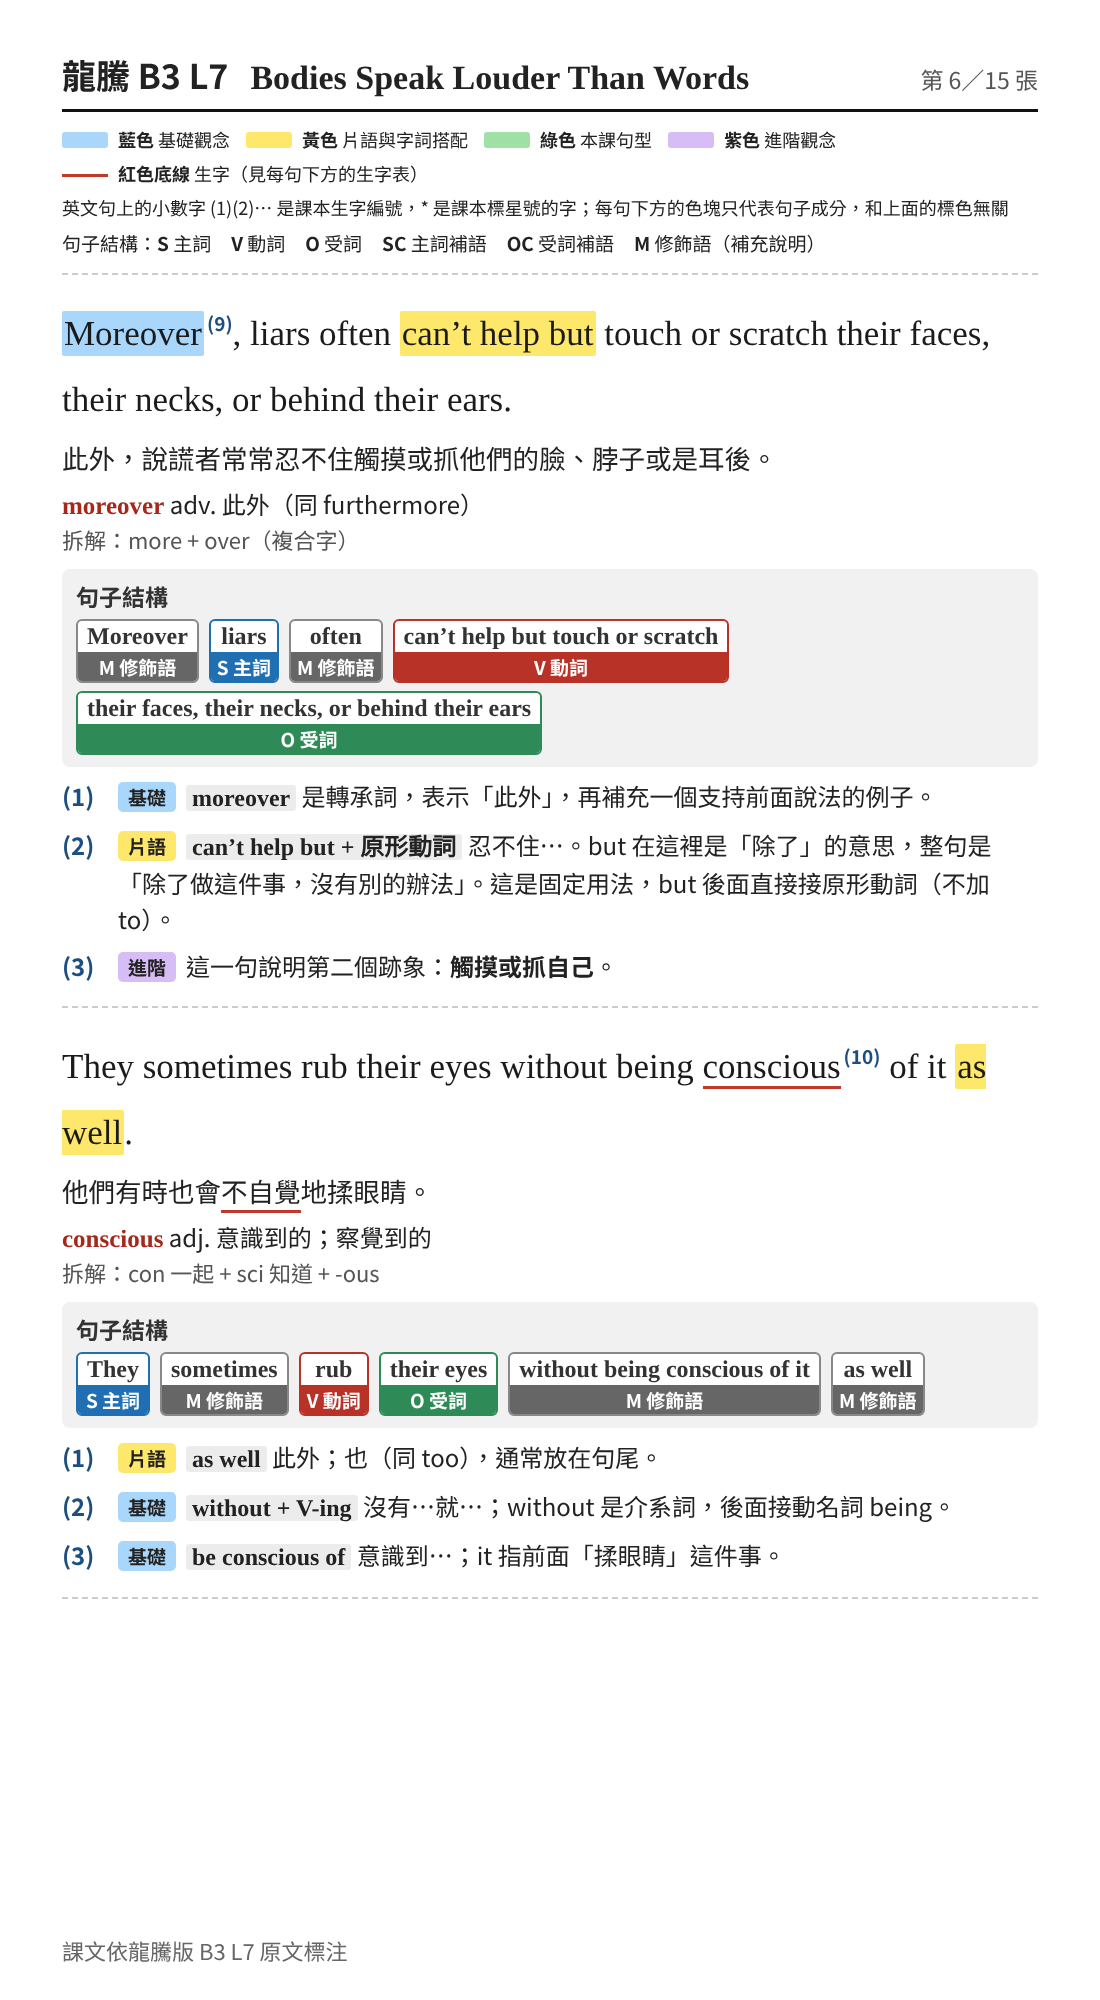 龍騰 B3 L7 Bodies Speak Louder Than Words 第 6／15 張
藍色 基礎觀念 黃色 片語與字詞搭配 綠色 本課句型 紫色 進階觀念
紅色底線 生字（見每句下方的生字表）
英文句上的小數字 (1)(2)⋯ 是課本生字編號，* 是課本標星號的字；每句下方的色塊只代表句子成分，和上面的標色無關
句子結構：S 主詞 V 動詞 O 受詞 SC 主詞補語 OC 受詞補語 M 修飾語（補充說明）
Moreover(9), liars often can’t help but touch or scratch their faces,
their necks, or behind their ears.
此外，說謊者常常忍不住觸摸或抓他們的臉、脖子或是耳後。
moreover adv. 此外（同 furthermore）
拆解：more + over（複合字）
句子結構
Moreover liars often can’t help but touch or scratch
M 修飾語 S 主詞 M 修飾語 V 動詞
their faces, their necks, or behind their ears
O 受詞
(1) 基礎 moreover 是轉承詞，表示「此外」，再補充一個支持前面說法的例子。
(2) 片語 can’t help but + 原形動詞 忍不住⋯。but 在這裡是「除了」的意思，整句是
「除了做這件事，沒有別的辦法」。這是固定用法，but 後面直接接原形動詞（不加
to）。
(3) 進階 這一句說明第二個跡象：觸摸或抓自己。
They sometimes rub their eyes without being conscious(10) of it as
well.
他們有時也會不自覺地揉眼睛。
conscious adj. 意識到的；察覺到的
拆解：con 一起 + sci 知道 + -ous
句子結構
They sometimes rub their eyes without being conscious of it as well
S 主詞 M 修飾語 V 動詞 O 受詞 M 修飾語 M 修飾語
(1) 片語 as well 此外；也（同 too），通常放在句尾。
(2) 基礎 without + V-ing 沒有⋯就⋯；without 是介系詞，後面接動名詞 being。
(3) 基礎 be conscious of 意識到⋯；it 指前面「揉眼睛」這件事。
課文依龍騰版 B3 L7 原文標注